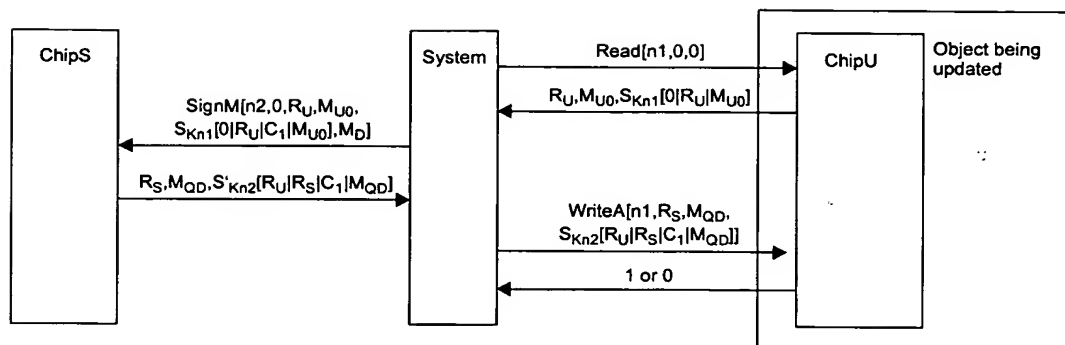 ChipS
System
Read[n1,0,0]
ChipU
Object being
updated
SignM[n2,0,R_U,M_U0,
S_Kn1[0|R_U|C_1|M_U0],M_D]
R_U,M_U0,S_Kn1[0|R_U|M_U0]
R_S,M_QD,S'_Kn2[R_U|R_S|C_1|M_QD]
WriteA[n1,R_S,M_QD,
S_Kn2[R_U|R_S|C_1|M_QD]]
1 or 0